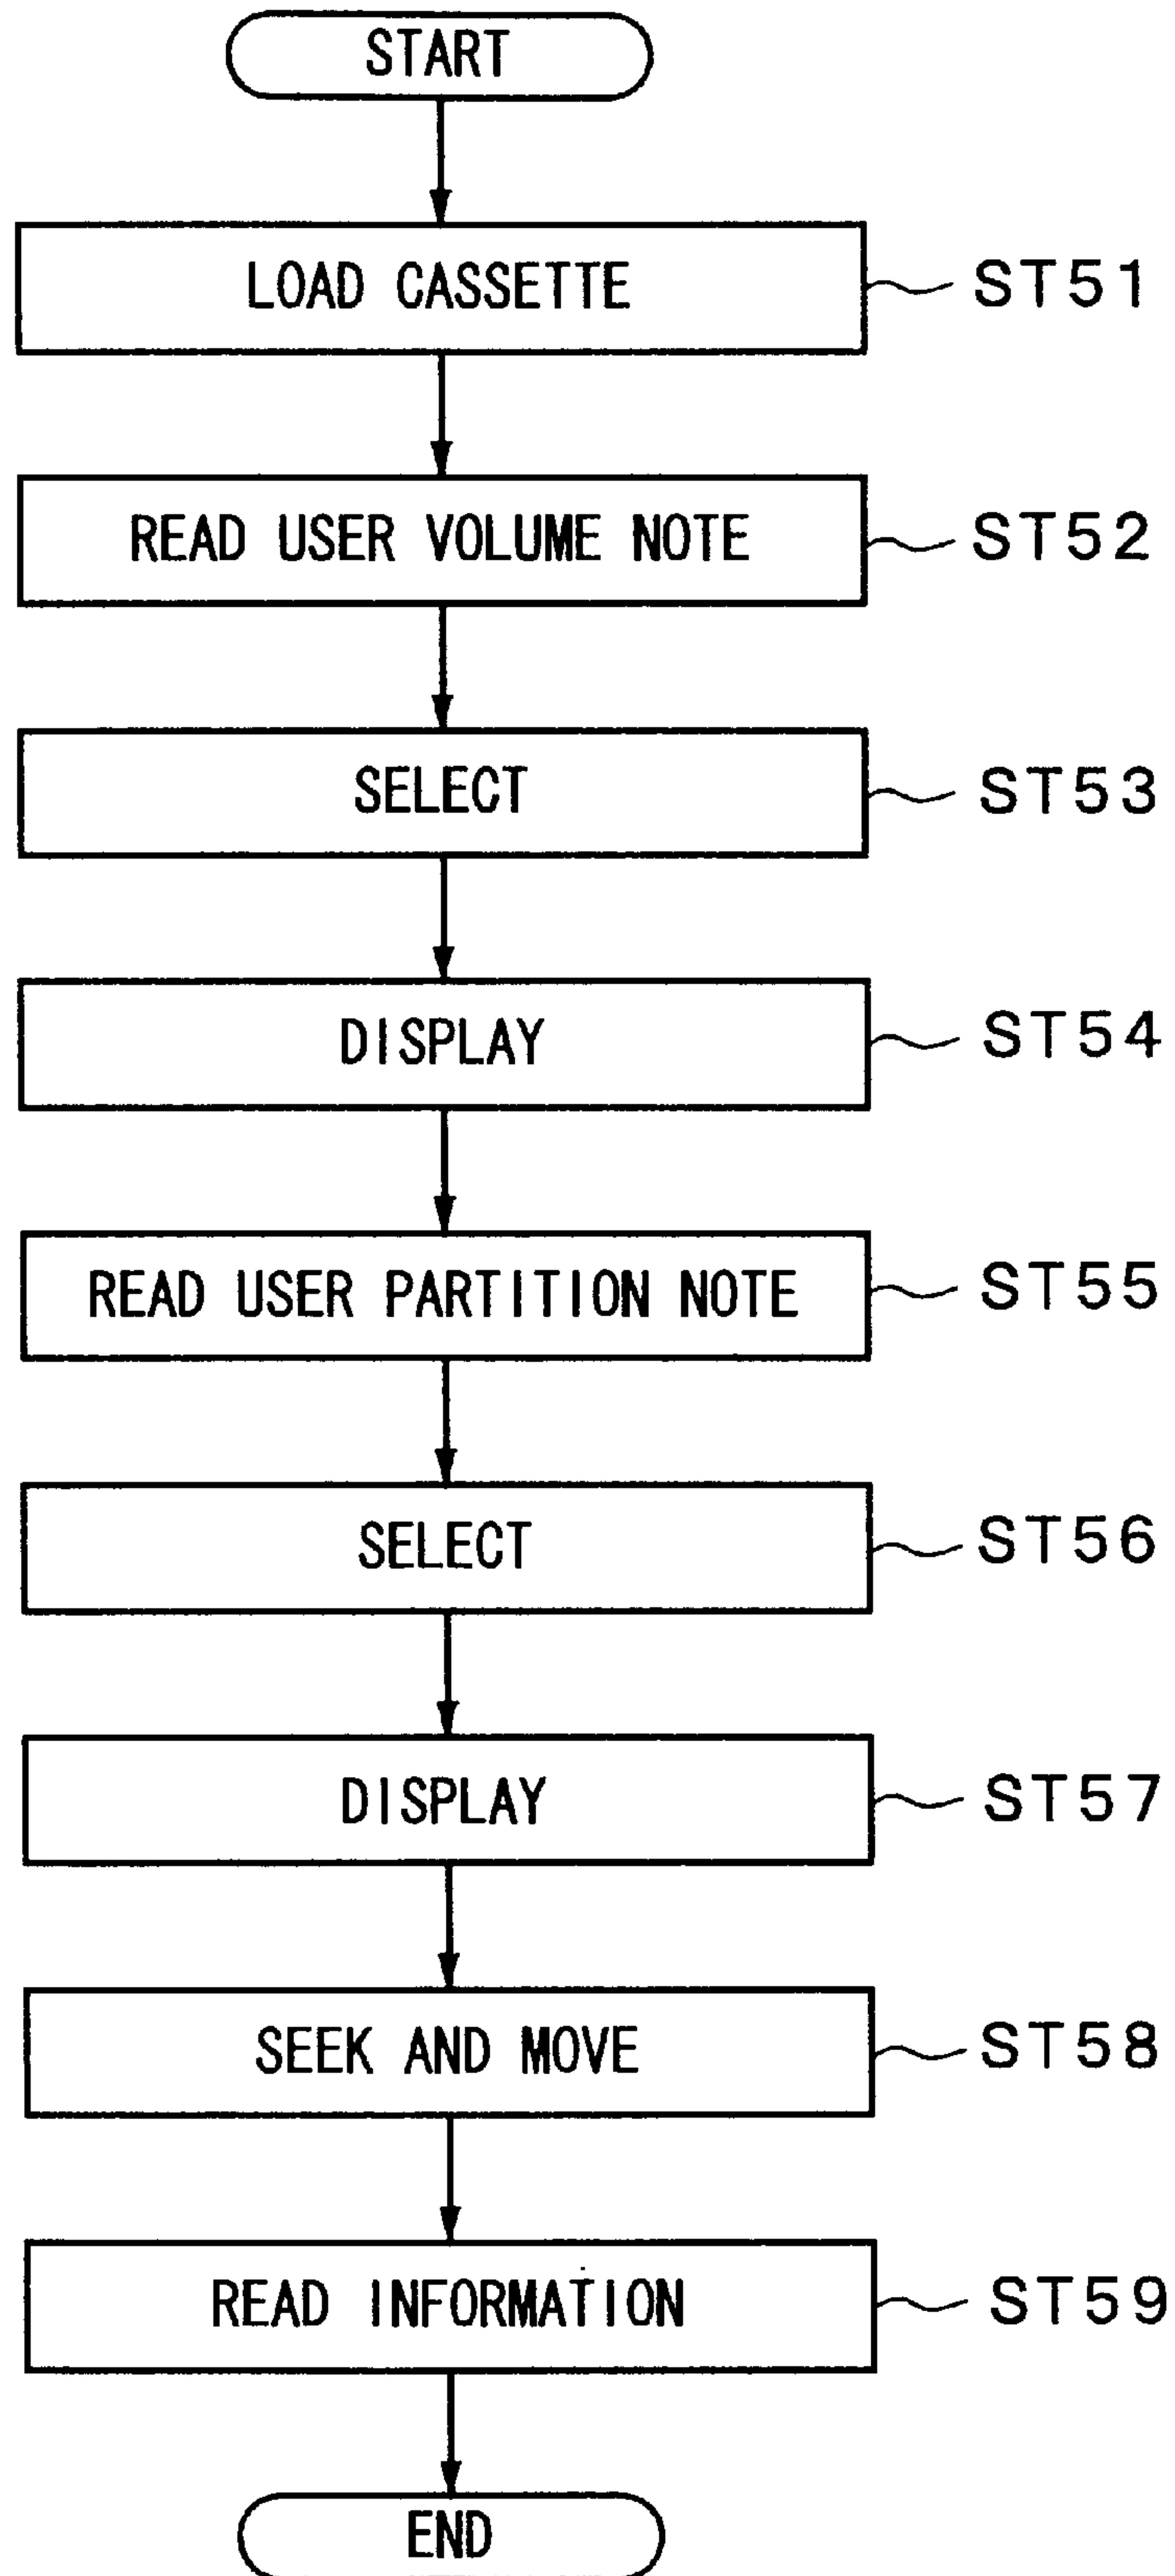 START
LOAD CASSETTE ST51
READ USER VOLUME NOTE ST52
SELECT ST53
DISPLAY ST54
READ USER PARTITION NOTE ST55
SELECT ST56
DISPLAY ST57
SEEK AND MOVE ST58
READ INFORMATION ST59
END